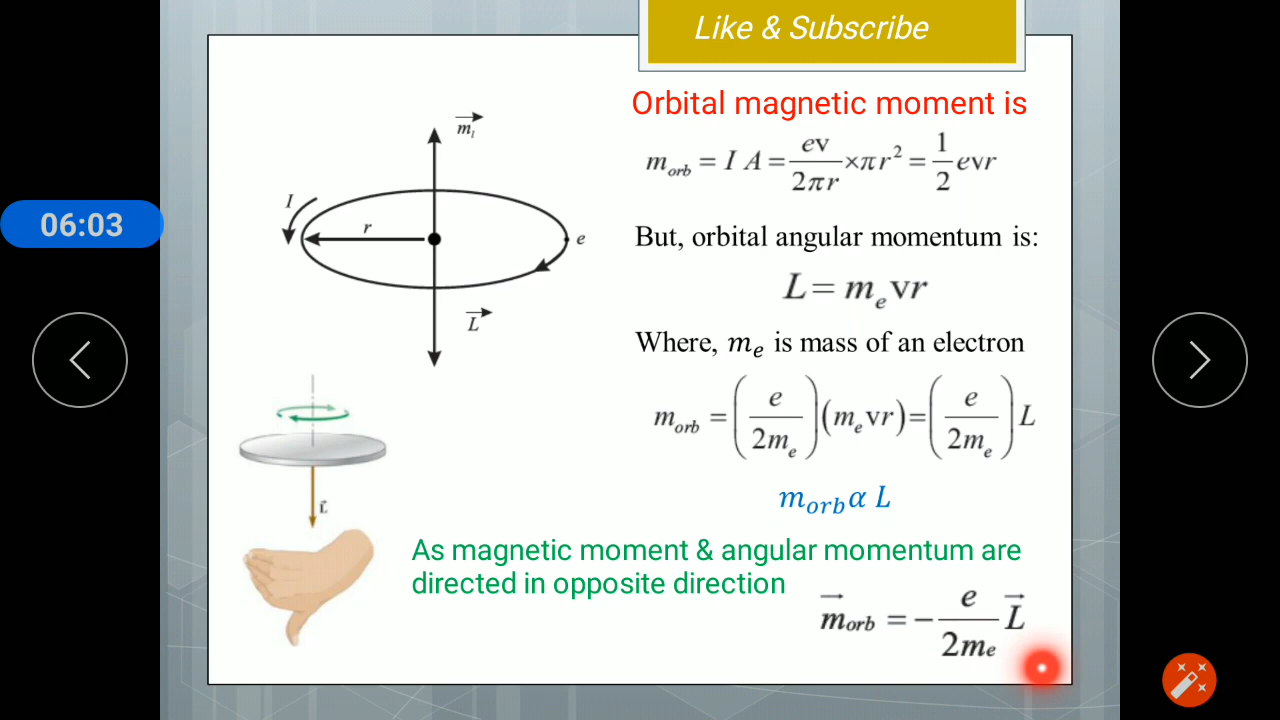 Like & Subscribe
Orbital magnetic moment is
m_orb = I A = ev/2πr ×πr² = 1/2 evr
But, orbital angular momentum is:
L = m_e vr
Where, m_e is mass of an electron
m_orb = (e/2m_e)(m_e vr) = (e/2m_e) L
m_orb α L
As magnetic moment & angular momentum are
directed in opposite direction
m⃗_orb = − e/2m_e L⃗
m⃗_l
I
r
e
L⃗
L⃗
06:03